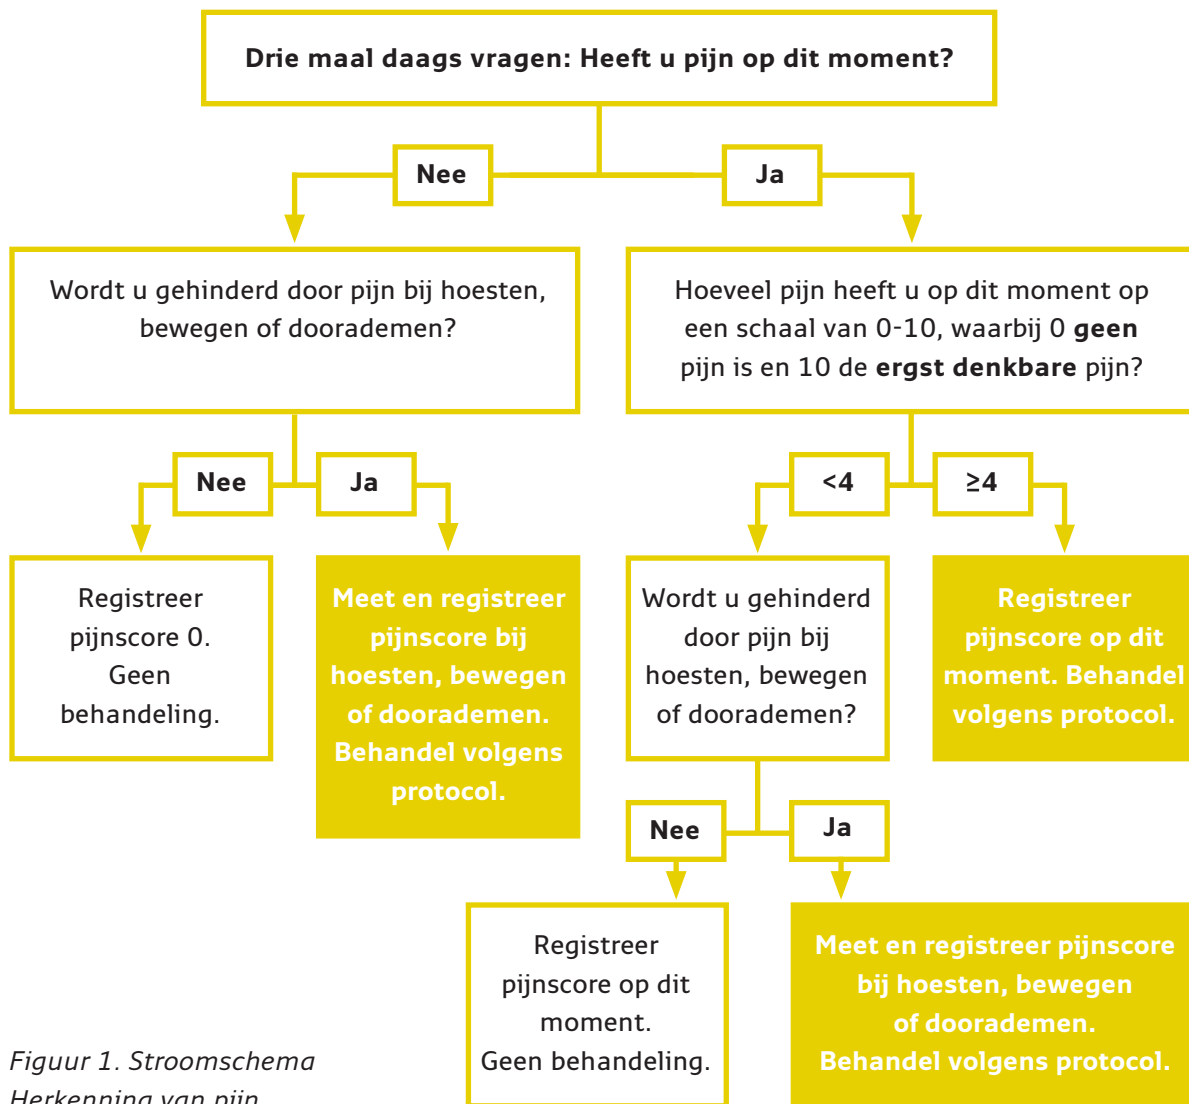 Drie maal daags vragen: Heeft u pijn op dit moment?
Nee
Ja
Wordt u gehinderd door pijn bij hoesten,
bewegen of doorademen?
Hoeveel pijn heeft u op dit moment op
een schaal van 0-10, waarbij 0 geen
pijn is en 10 de ergst denkbare pijn?
Nee
Ja
<4
≥4
Registreer
pijnscore 0.
Geen
behandeling.
Meet en registreer
pijnscore bij
hoesten, bewegen
of doorademen.
Behandel volgens
protocol.
Wordt u gehinderd
door pijn bij
hoesten, bewegen
of doorademen?
Registreer
pijnscore op dit
moment. Behandel
volgens protocol.
Nee
Ja
Registreer
pijnscore op dit
moment.
Geen behandeling.
Meet en registreer pijnscore
bij hoesten, bewegen
of doorademen.
Behandel volgens protocol.
Figuur 1. Stroomschema
Herkenning van pijn